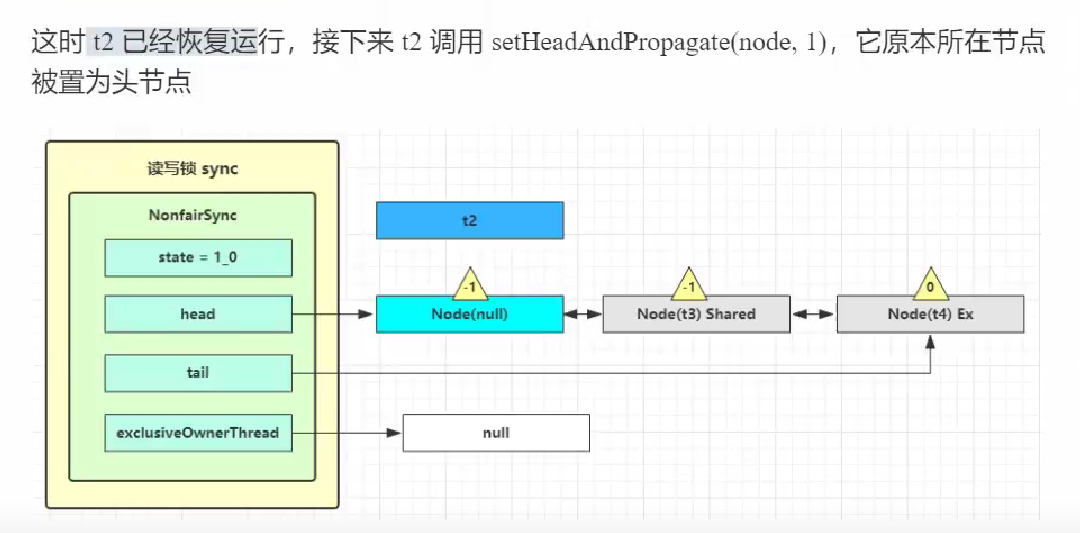 这时 t2 已经恢复运行，接下来 t2 调用 setHeadAndPropagate(node, 1)，它原本所在节点
被置为头节点
读写锁 sync
NonfairSync
t2
state = 1_0
-1
-1
0
head
Node(null)
Node(t3) Shared
Node(t4) Ex
tail
exclusiveOwnerThread
null